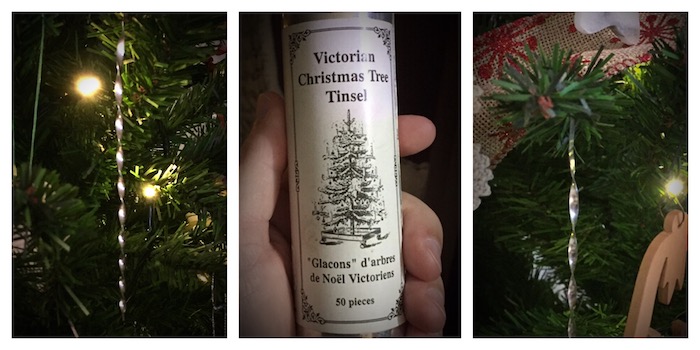 Victorian
Christmas Tree
Tinsel
"Glacons" d'arbres
de Noël Victoriens
50 pieces